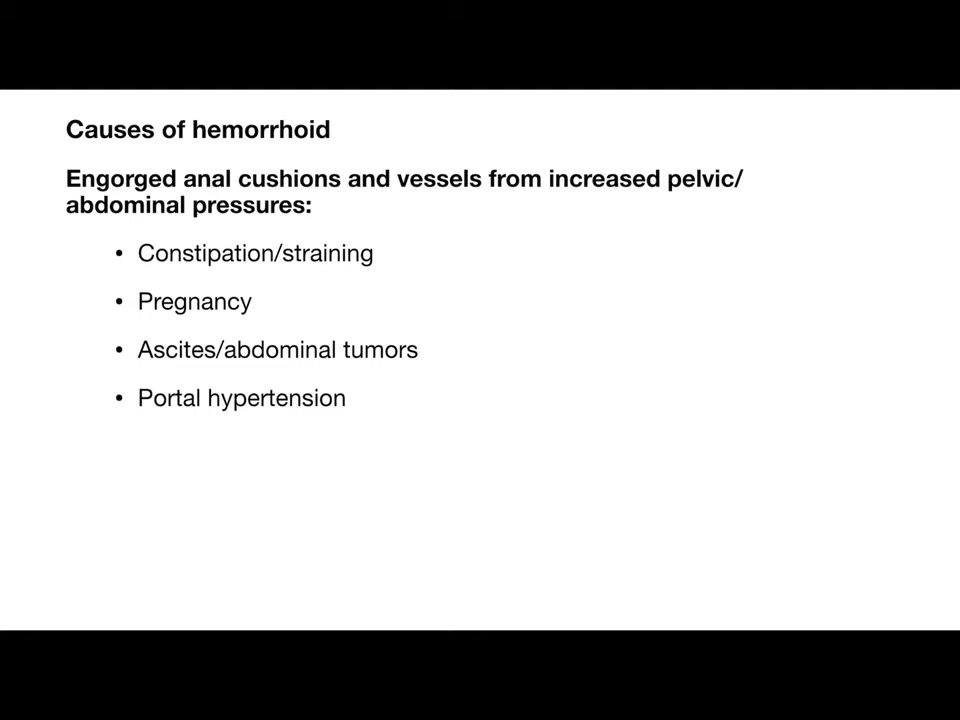 Causes of hemorrhoid
Engorged anal cushions and vessels from increased pelvic/
abdominal pressures:
• Constipation/straining
• Pregnancy
• Ascites/abdominal tumors
• Portal hypertension